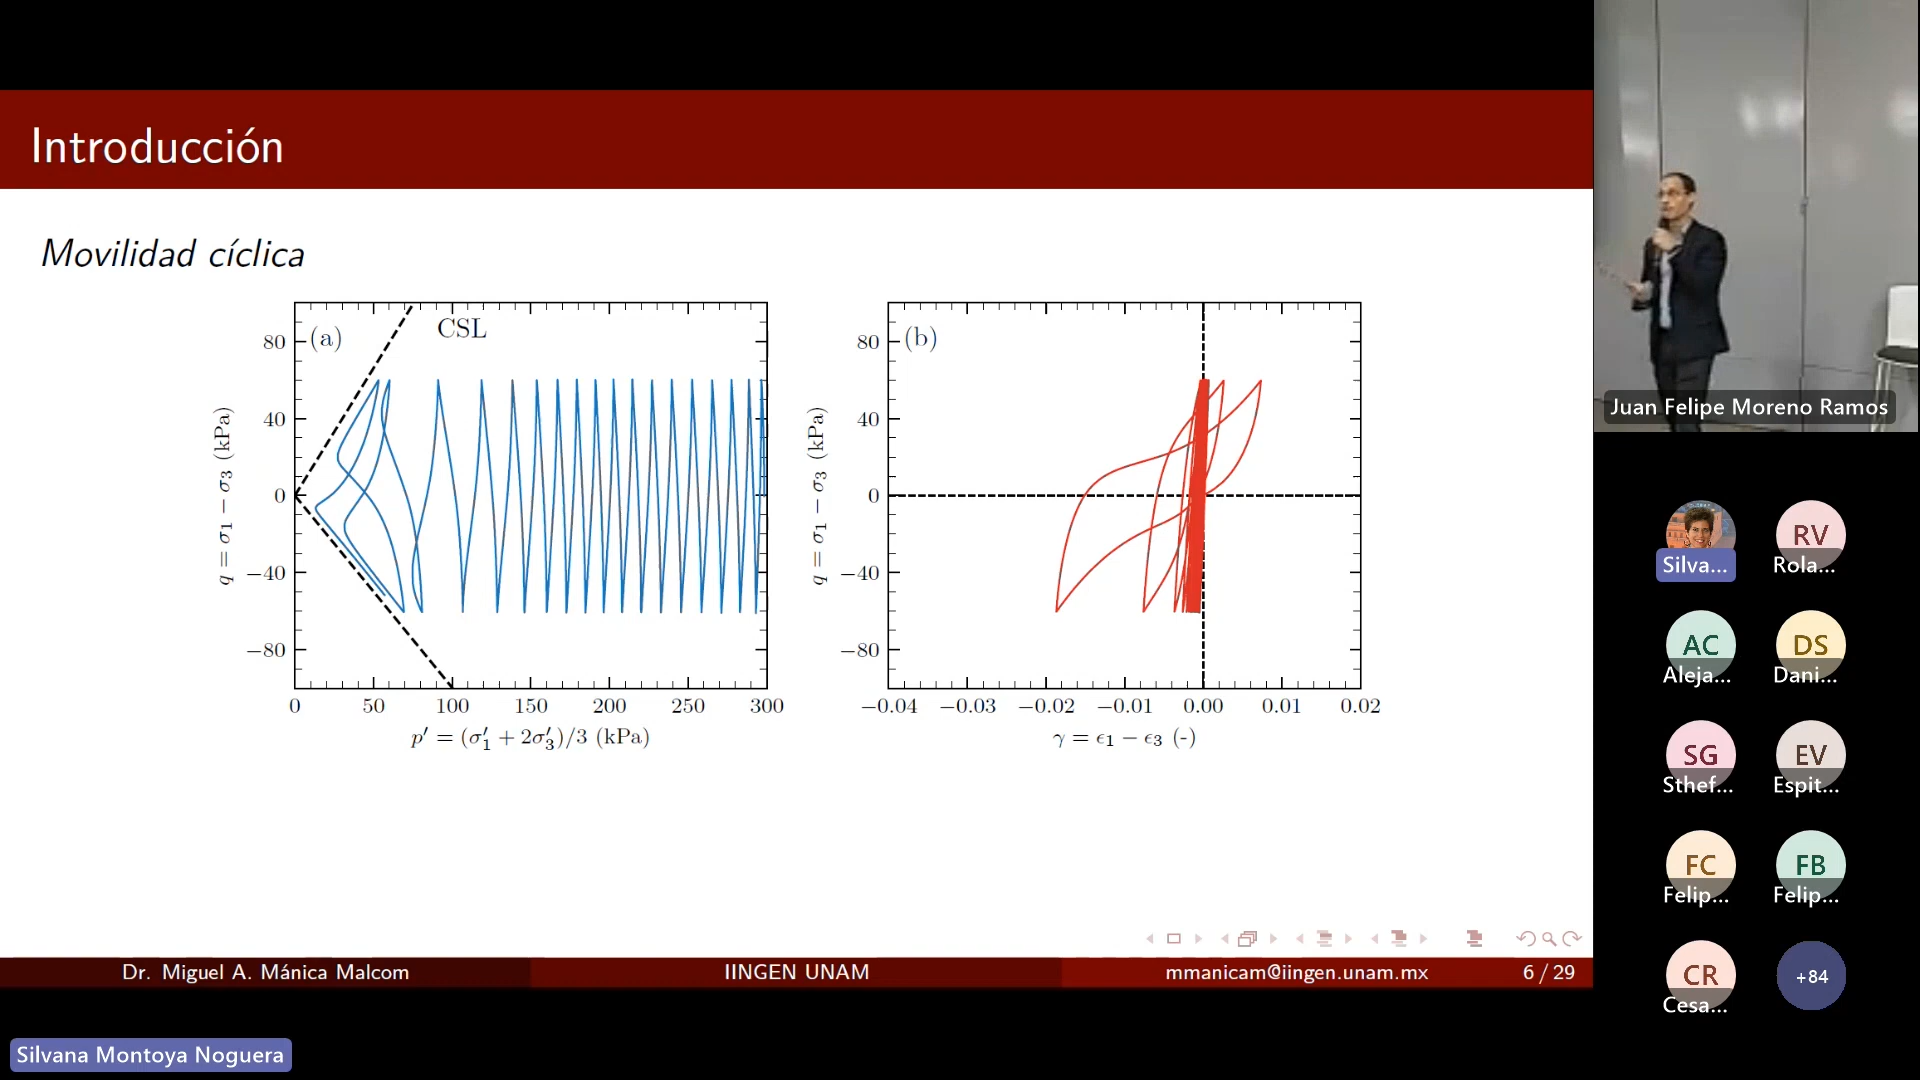 Introducción
Movilidad cíclica
(a)
CSL
80
40
0
−40
−80
q = σ₁ − σ₃ (kPa)
0 50 100 150 200 250 300
p′ = (σ′₁ + 2σ′₃)/3 (kPa)
(b)
80
40
0
−40
−80
q = σ₁ − σ₃ (kPa)
−0.04 −0.03 −0.02 −0.01 0.00 0.01 0.02
γ = ϵ₁ − ϵ₃ (-)
Dr. Miguel A. Mánica Malcom IINGEN UNAM mmanicam@iingen.unam.mx 6 / 29
Silvana Montoya Noguera
Juan Felipe Moreno Ramos
Silva...
RV
Rola...
AC
Aleja...
DS
Dani...
SG
Sthef...
EV
Espit...
FC
Felip...
FB
Felip...
CR
Cesa...
+84